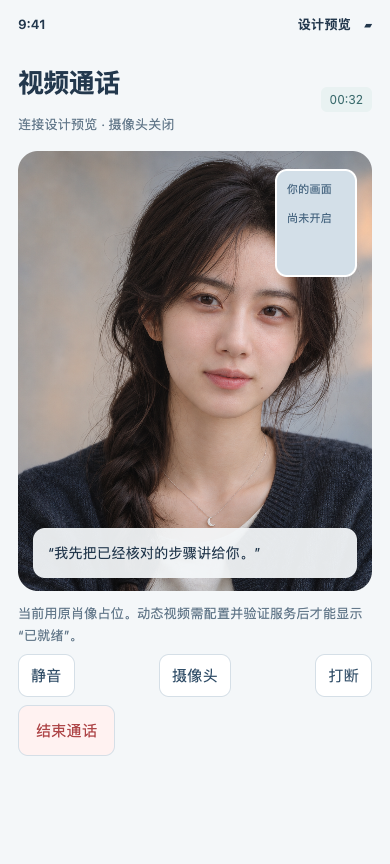 9:41
设计预览
视频通话
00:32
连接设计预览 · 摄像头关闭
你的画面
尚未开启
“我先把已经核对的步骤讲给你。”
当前用原肖像占位。动态视频需配置并验证服务后才能显示
“已就绪”。
静音
摄像头
打断
结束通话